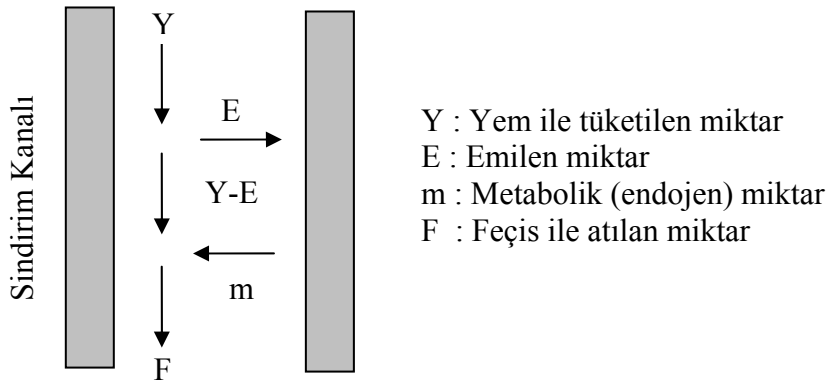 Y
E
Y-E
m
F
Sindirim Kanalı
Y : Yem ile tüketilen miktar
E : Emilen miktar
m : Metabolik (endojen) miktar
F : Feçis ile atılan miktar